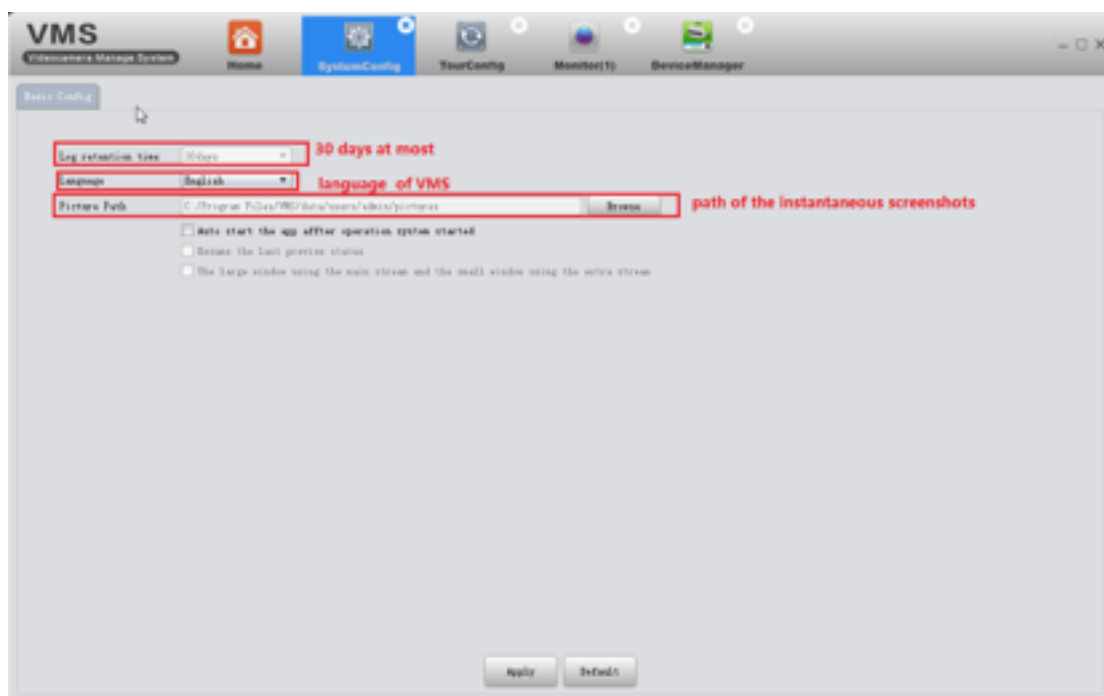 VMS
Videocamera Manage System
Home
SystemConfig
TourConfig
Monitor(1)
DeviceManager
Basic Config
Log retention time 30days 30 days at most
Language English language of VMS
Picture Path C:/Program Files/VMS/data/users/admin/pictures Browse path of the instantaneous screenshots
Auto start the app affter operation system started
Resume the last preview status
The large window using the main stream and the small window using the extra stream
Apply Default